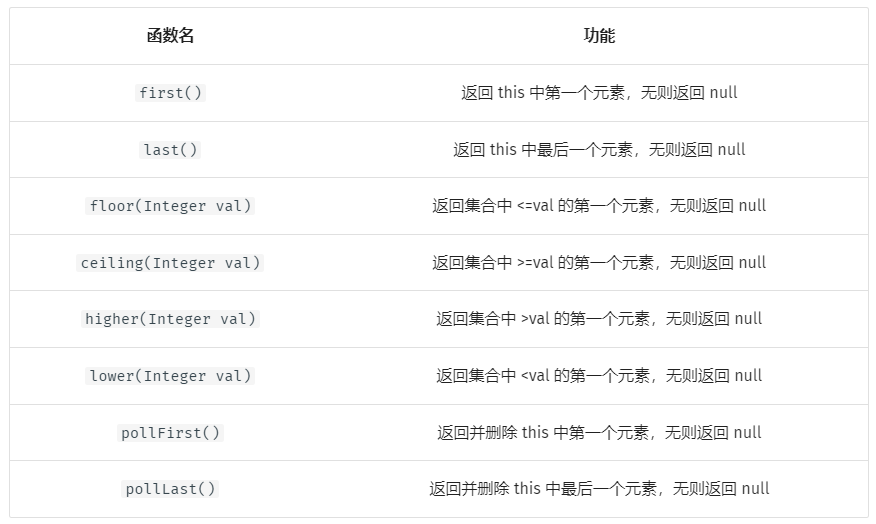 函数名 功能
first() 返回 this 中第一个元素，无则返回 null
last() 返回 this 中最后一个元素，无则返回 null
floor(Integer val) 返回集合中 <=val 的第一个元素，无则返回 null
ceiling(Integer val) 返回集合中 >=val 的第一个元素，无则返回 null
higher(Integer val) 返回集合中 >val 的第一个元素，无则返回 null
lower(Integer val) 返回集合中 <val 的第一个元素，无则返回 null
pollFirst() 返回并删除 this 中第一个元素，无则返回 null
pollLast() 返回并删除 this 中最后一个元素，无则返回 null